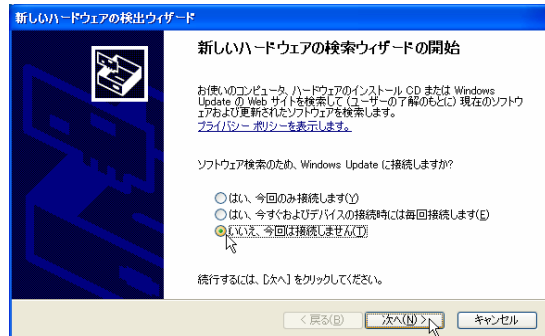 新しいハードウェアの検出ウィザード
新しいハードウェアの検索ウィザードの開始
お使いのコンピュータ、ハードウェアのインストール CD または Windows
Update の Web サイトを検索して (ユーザーの了解のもとに) 現在のソフトウ
ェアおよび更新されたソフトウェアを検索します。
プライバシー ポリシーを表示します。
ソフトウェア検索のため、Windows Update に接続しますか?
はい、今回のみ接続します(Y)
はい、今すぐおよびデバイスの接続時には毎回接続します(E)
いいえ、今回は接続しません(T)
続行するには、[次へ] をクリックしてください。
< 戻る(B) 次へ(N) > キャンセル